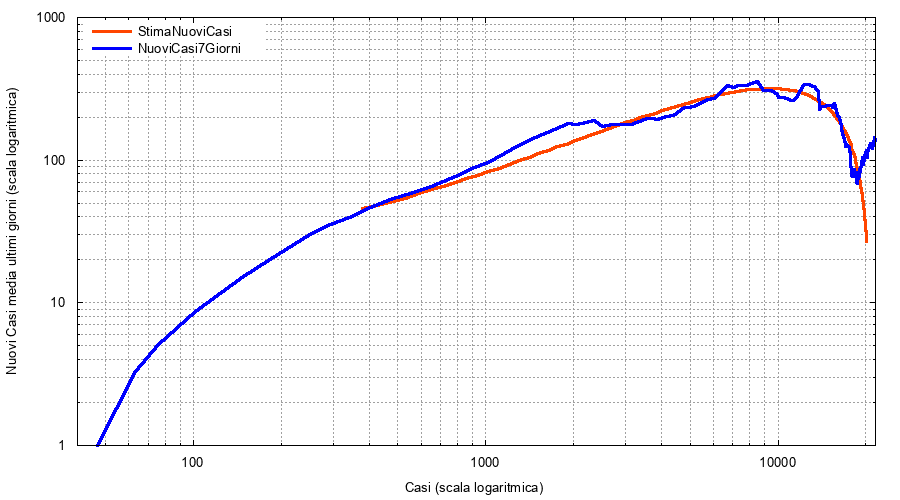 1000
StimaNuoviCasi
NuoviCasi7Giorni
100
10
1
Nuovi Casi media ultimi giorni (scala logaritmica)
100
1000
10000
Casi (scala logaritmica)